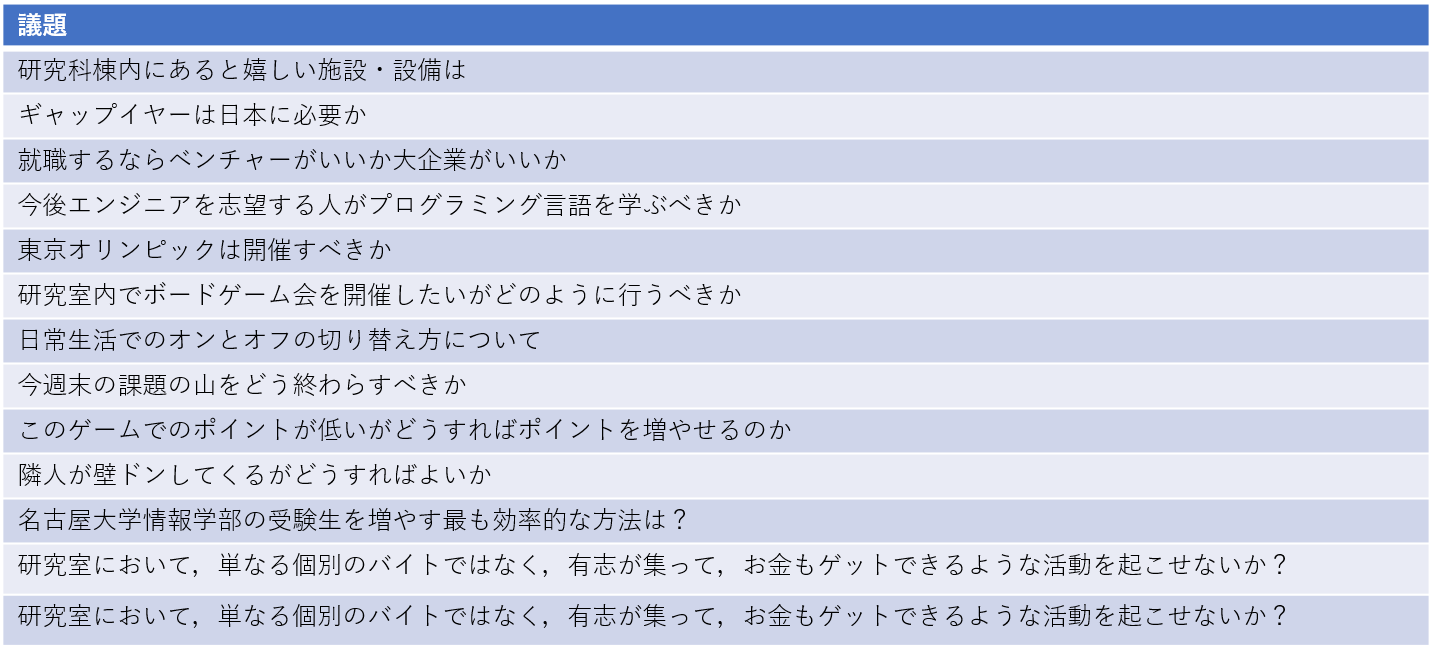 議題
研究科棟内にあると嬉しい施設・設備は
ギャップイヤーは日本に必要か
就職するならベンチャーがいいか大企業がいいか
今後エンジニアを志望する人がプログラミング言語を学ぶべきか
東京オリンピックは開催すべきか
研究室内でボードゲーム会を開催したいがどのように行うべきか
日常生活でのオンとオフの切り替え方について
今週末の課題の山をどう終わらすべきか
このゲームでのポイントが低いがどうすればポイントを増やせるのか
隣人が壁ドンしてくるがどうすればよいか
名古屋大学情報学部の受験生を増やす最も効率的な方法は？
研究室において，単なる個別のバイトではなく，有志が集って，お金もゲットできるような活動を起こせないか？
研究室において，単なる個別のバイトではなく，有志が集って，お金もゲットできるような活動を起こせないか？